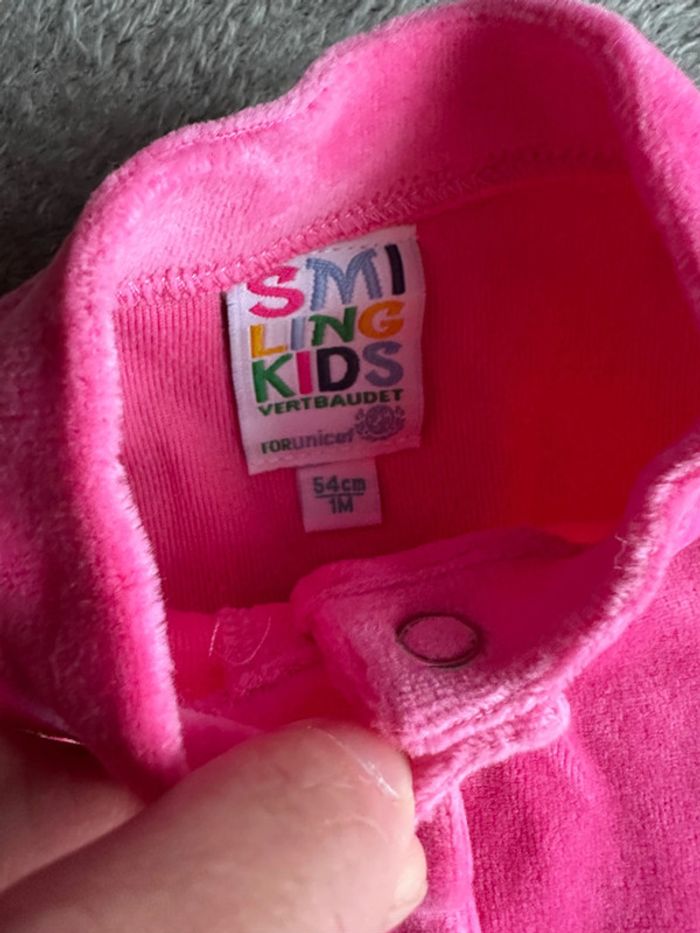 SMI
LING
KIDS
VERTBAUDET
FOR unicef
54cm
1M